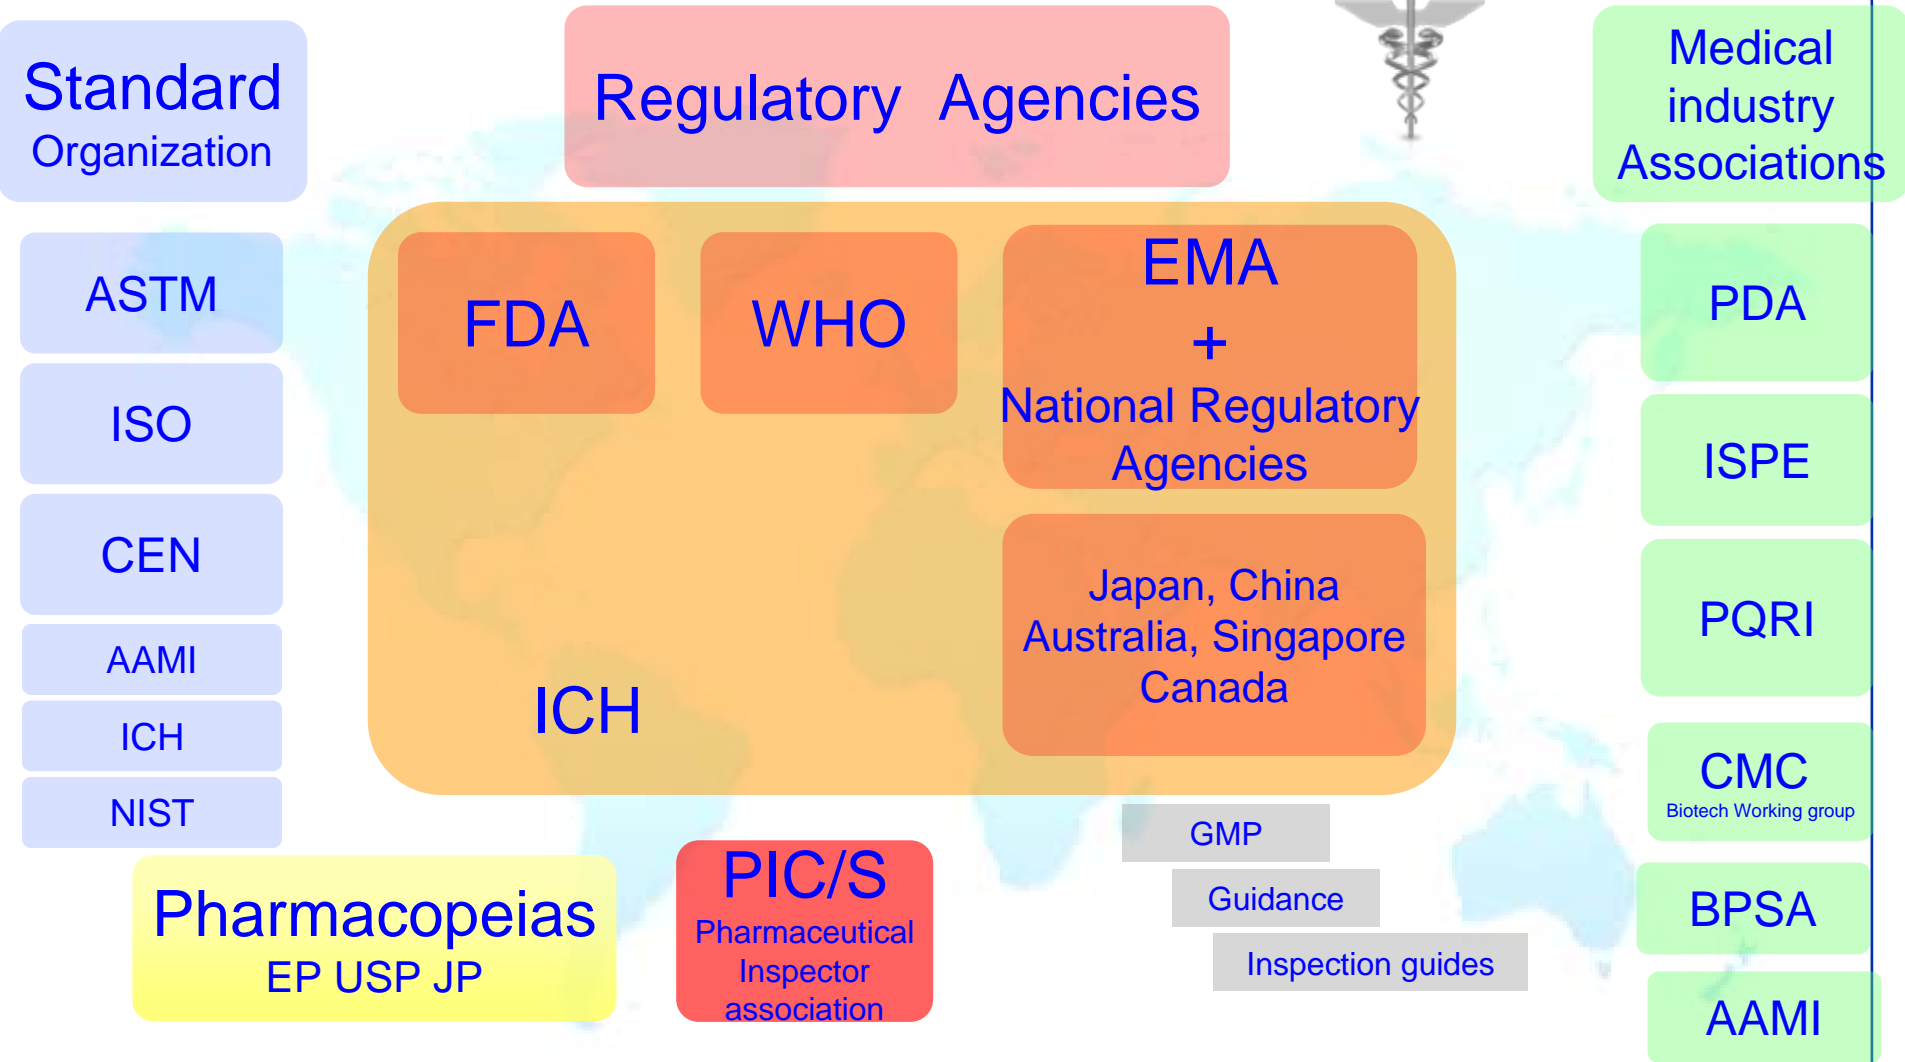 Standard
Organization
ASTM
ISO
CEN
AAMI
ICH
NIST
Pharmacopeias
EP USP JP
Regulatory Agencies
FDA
WHO
EMA
+
National Regulatory
Agencies
Japan, China
Australia, Singapore
Canada
ICH
PIC/S
Pharmaceutical
Inspector
association
GMP
Guidance
Inspection guides
Medical
industry
Associations
PDA
ISPE
PQRI
CMC
Biotech Working group
BPSA
AAMI